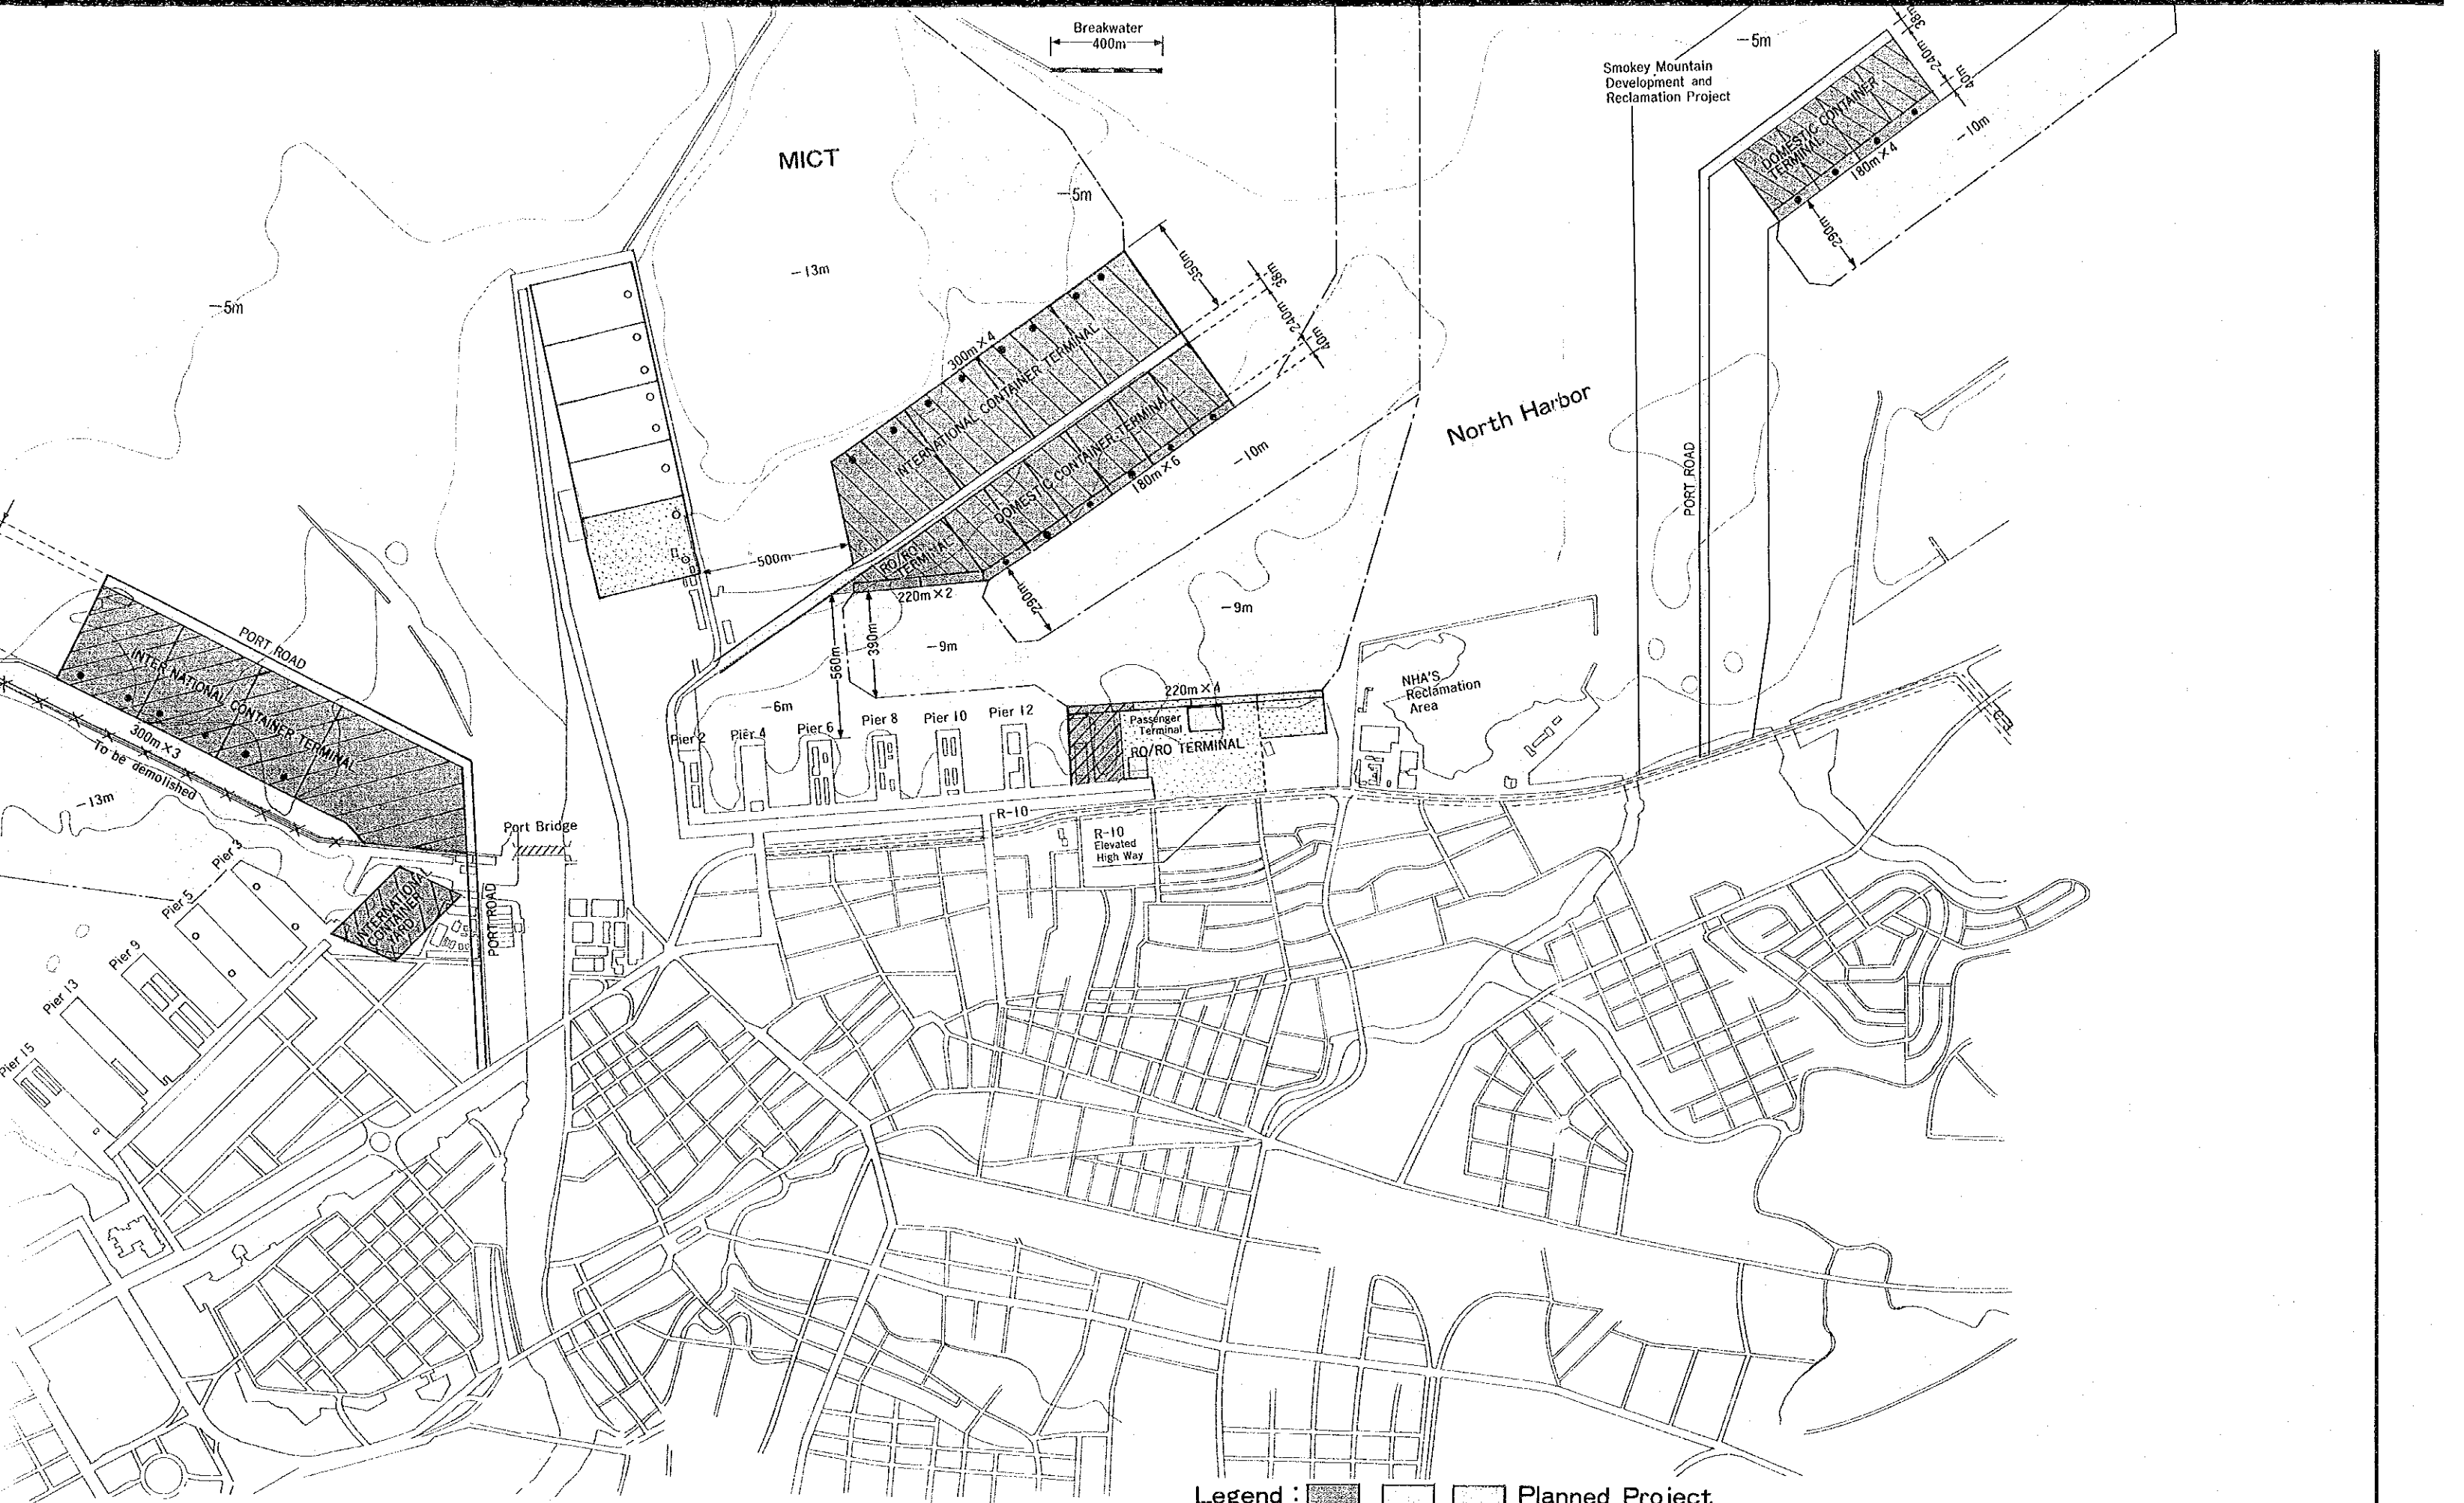 Breakwater
400m
-5m
38m
240m
40m
Smokey Mountain
Development and
Reclamation Project
DOMESTIC CONTAINER
TERMINAL
180m×4
-10m
290m
MICT
-5m
-13m
-5m
350m
38m
240m
40m
300m×4
INTERNATIONAL CONTAINER TERMINAL
DOMESTIC CONTAINER TERMINAL
180m×6
-10m
North Harbor
PORT ROAD
500m
RO/RO
TERMINAL
220m×2
290m
-9m
560m
390m
-9m
PORT ROAD
INTERNATIONAL CONTAINER TERMINAL
300m×3
To be demolished
-13m
-6m
Pier 2
Pier 4
Pier 6
Pier 8
Pier 10
Pier 12
220m×4
Passenger
Terminal
RO/RO TERMINAL
NHA'S
Reclamation
Area
C-3
R-10
R-10
Elevated
High Way
Port Bridge
Pier 3
Pier 5
Pier 9
Pier 13
Pier 15
INTERNATIONAL
CONTAINER
YARD
PORT ROAD
Legend :
Planned Project